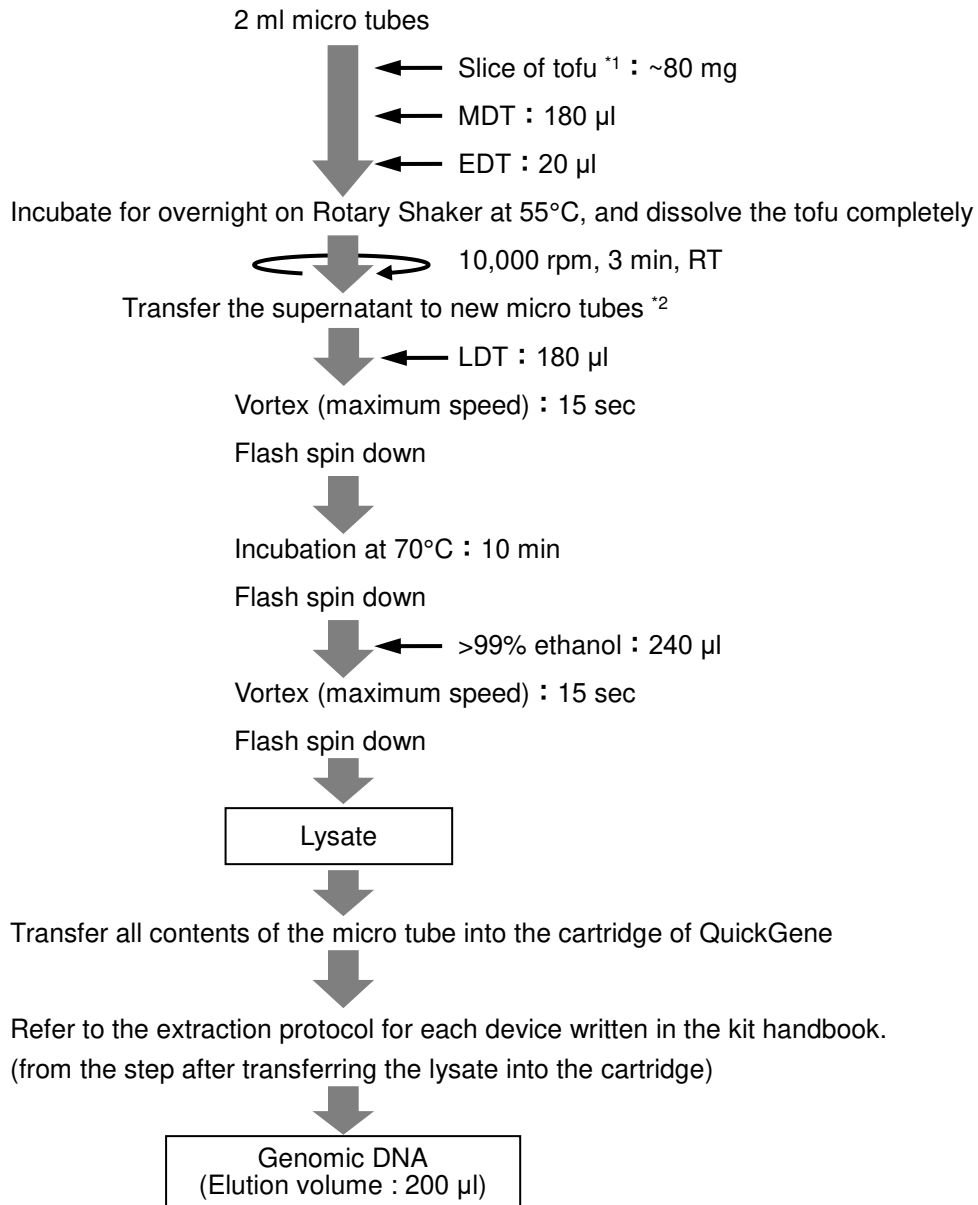 2 ml micro tubes
Slice of tofu *1：~80 mg
MDT：180 µl
EDT：20 µl
Incubate for overnight on Rotary Shaker at 55°C, and dissolve the tofu completely
10,000 rpm, 3 min, RT
Transfer the supernatant to new micro tubes *2
LDT：180 µl
Vortex (maximum speed)：15 sec
Flash spin down
Incubation at 70°C：10 min
Flash spin down
>99% ethanol：240 µl
Vortex (maximum speed)：15 sec
Flash spin down
Lysate
Transfer all contents of the micro tube into the cartridge of QuickGene
Refer to the extraction protocol for each device written in the kit handbook.
(from the step after transferring the lysate into the cartridge)
Genomic DNA
(Elution volume : 200 µl)